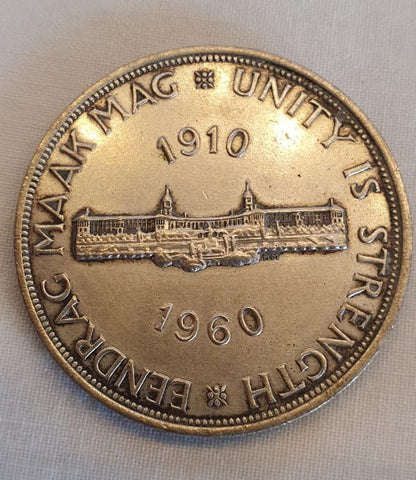 EENDRAG MAAK MAG
UNITY IS STRENGTH
1910
1960